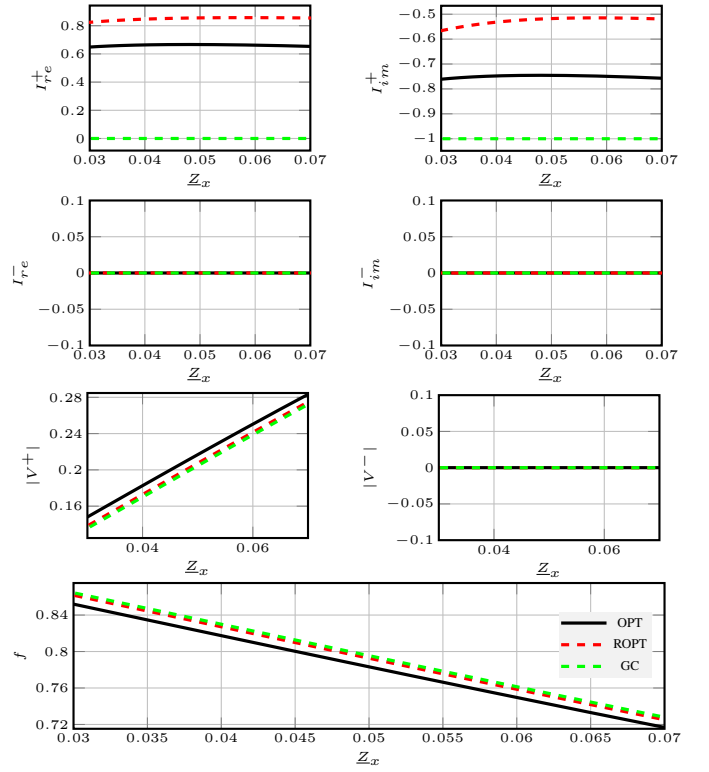 0.8
0.6
0.4
0.2
0
I⁺re
0.03 0.04 0.05 0.06 0.07
Z̲x
−0.5
−0.6
−0.7
−0.8
−0.9
−1
I⁺im
0.03 0.04 0.05 0.06 0.07
Z̲x
0.1
0.05
0
−0.05
−0.1
I⁻re
0.03 0.04 0.05 0.06 0.07
Z̲x
0.1
0.05
0
−0.05
−0.1
I⁻im
0.03 0.04 0.05 0.06 0.07
Z̲x
0.28
0.24
0.2
0.16
|V⁺|
0.04 0.06
Z̲x
0.1
0.05
0
−0.05
−0.1
|V⁻|
0.04 0.06
Z̲x
0.84
0.8
0.76
0.72
f
OPT
ROPT
GC
0.03 0.035 0.04 0.045 0.05 0.055 0.06 0.065 0.07
Z̲x